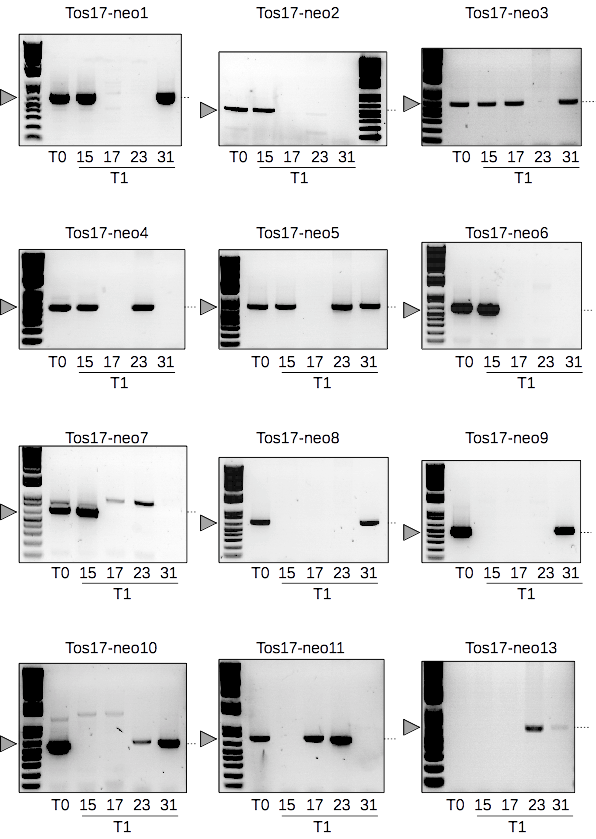 Tos17-neo1 Tos17-neo2 Tos17-neo3
T0 15 17 23 31 T0 15 17 23 31 T0 15 17 23 31
T1 T1 T1
Tos17-neo4 Tos17-neo5 Tos17-neo6
T0 15 17 23 31 T0 15 17 23 31 T0 15 17 23 31
T1 T1 T1
Tos17-neo7 Tos17-neo8 Tos17-neo9
T0 15 17 23 31 T0 15 17 23 31 T0 15 17 23 31
T1 T1 T1
Tos17-neo10 Tos17-neo11 Tos17-neo13
T0 15 17 23 31 T0 15 17 23 31 T0 15 17 23 31
T1 T1 T1